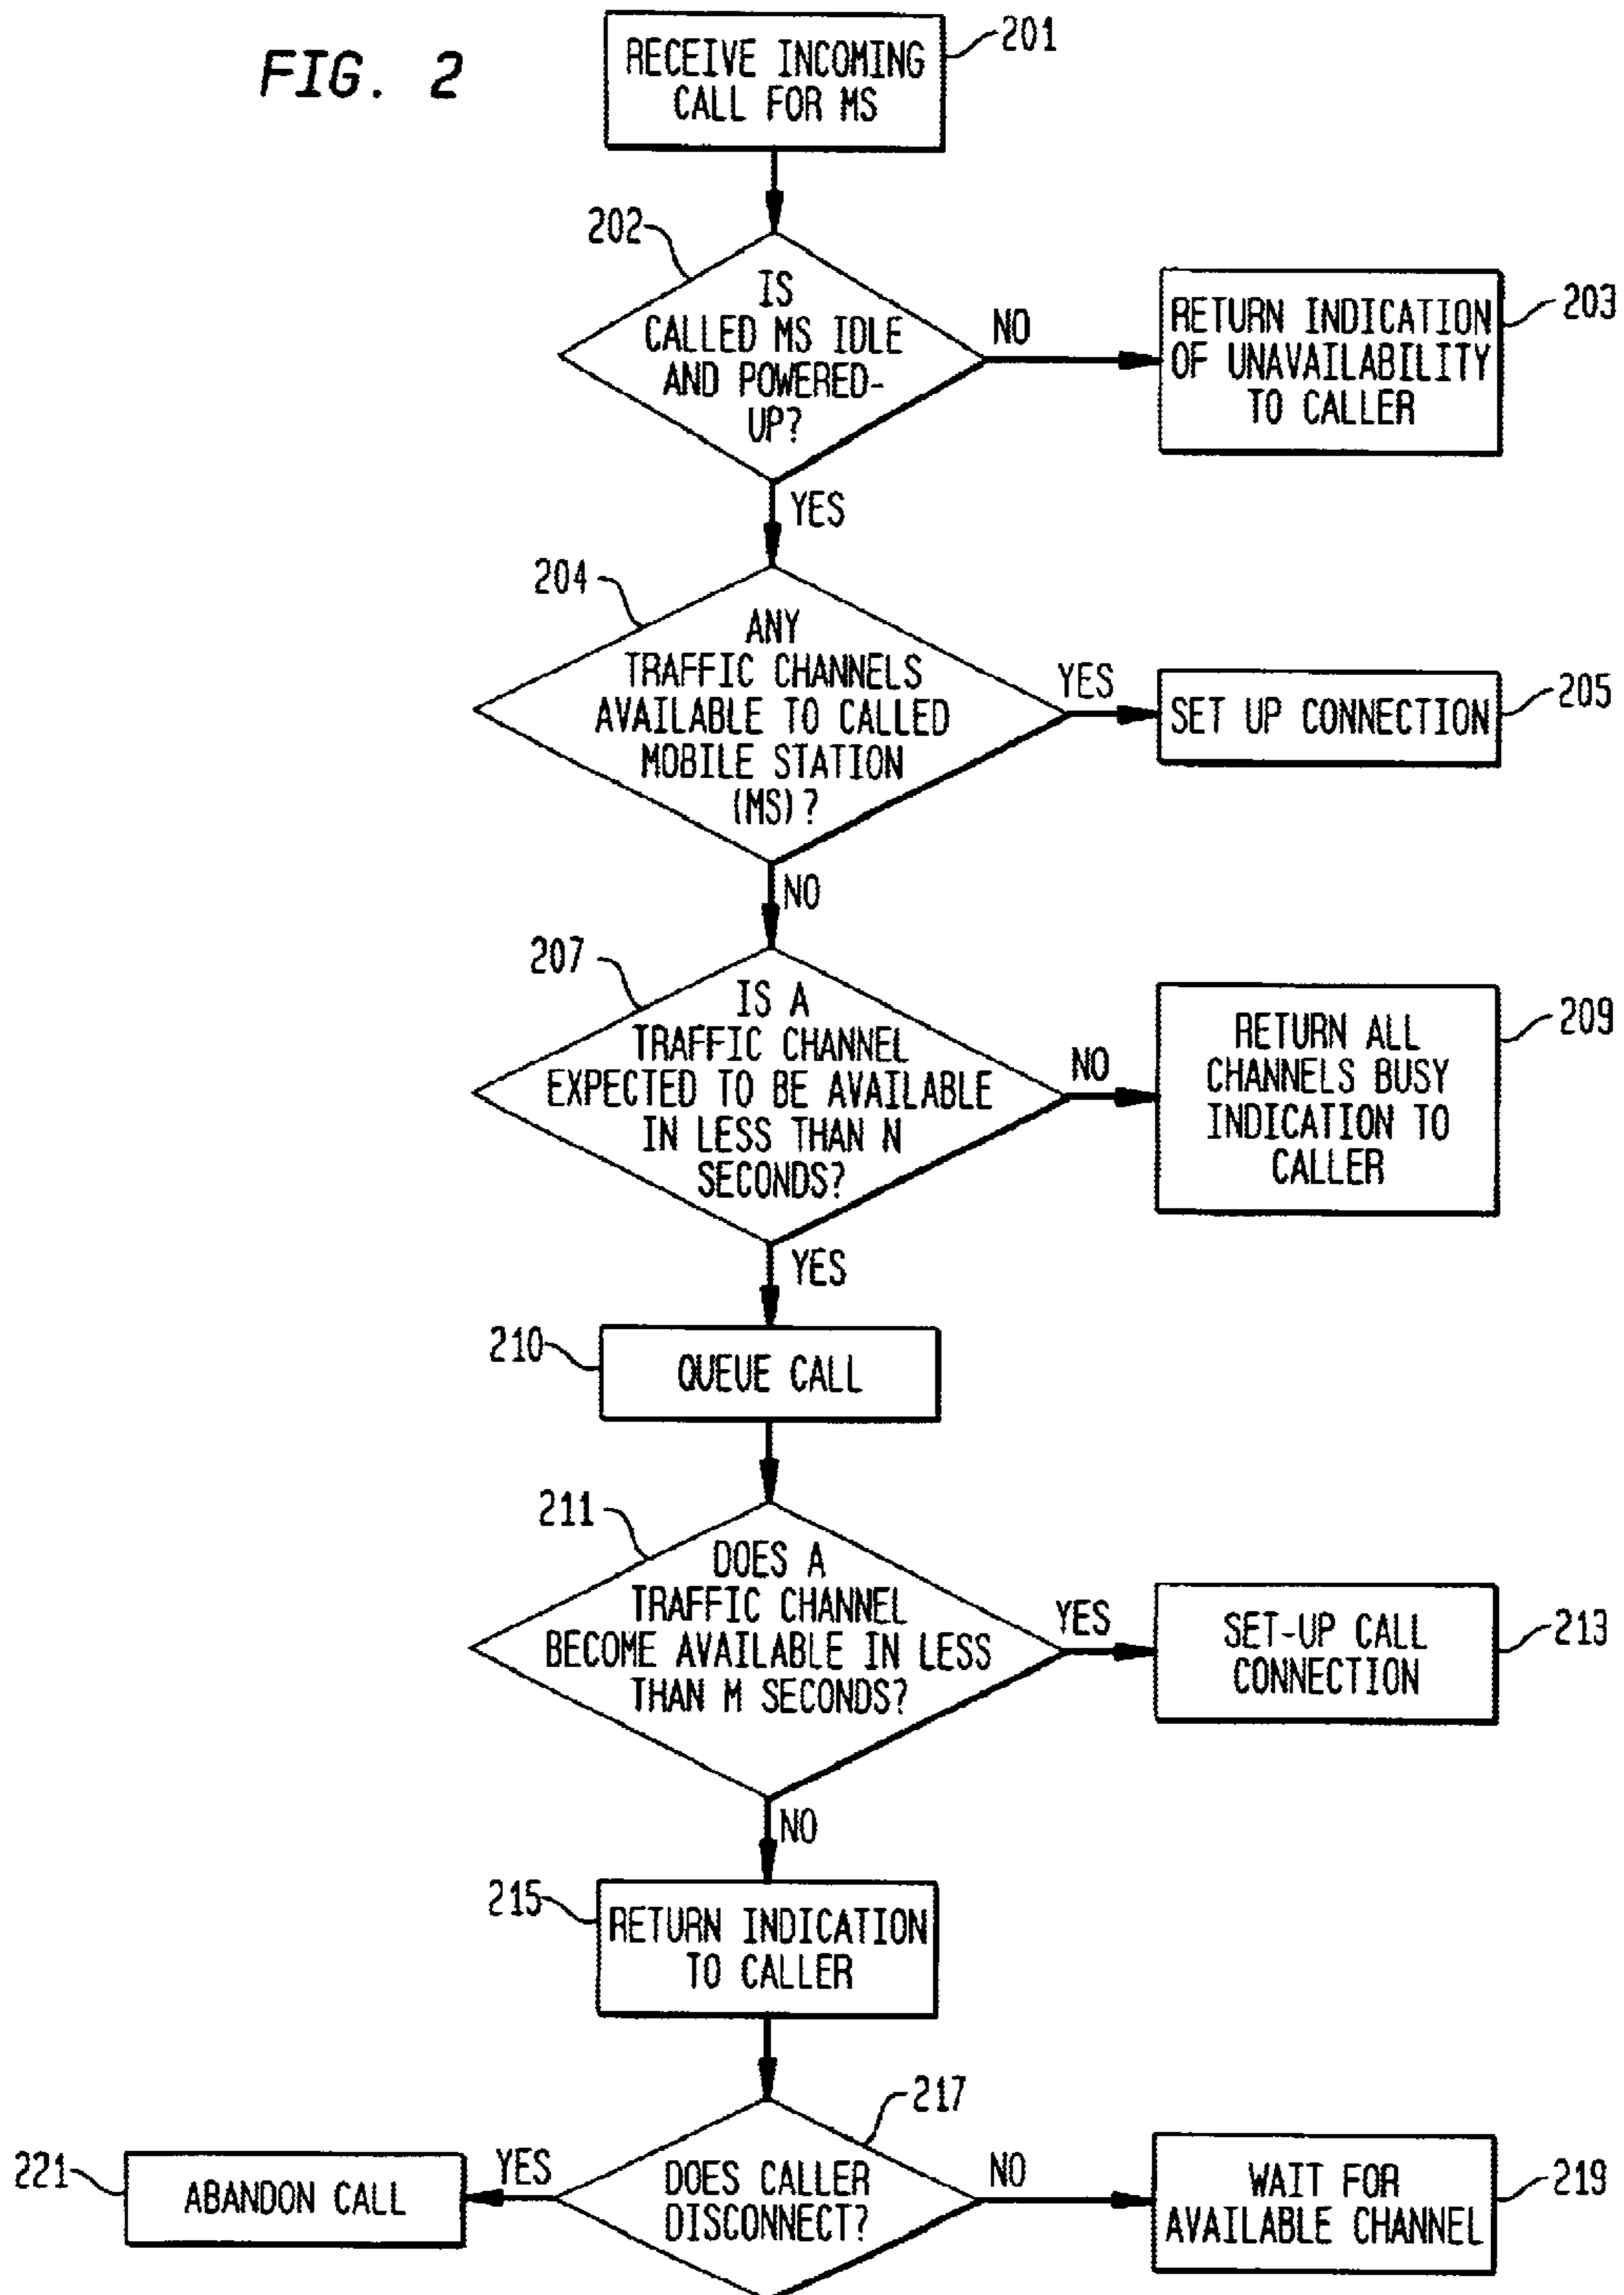 FIG. 2
RECEIVE INCOMING
CALL FOR MS
201
202
IS
CALLED MS IDLE
AND POWERED-
UP?
NO
RETURN INDICATION
OF UNAVAILABILITY
TO CALLER
203
YES
204
ANY
TRAFFIC CHANNELS
AVAILABLE TO CALLED
MOBILE STATION
(MS)?
YES
SET UP CONNECTION
205
NO
207
IS A
TRAFFIC CHANNEL
EXPECTED TO BE AVAILABLE
IN LESS THAN N
SECONDS?
NO
RETURN ALL
CHANNELS BUSY
INDICATION TO
CALLER
209
YES
210
QUEUE CALL
211
DOES A
TRAFFIC CHANNEL
BECOME AVAILABLE IN LESS
THAN M SECONDS?
YES
SET-UP CALL
CONNECTION
213
NO
215
RETURN INDICATION
TO CALLER
217
DOES CALLER
DISCONNECT?
YES
221
ABANDON CALL
NO
WAIT FOR
AVAILABLE CHANNEL
219